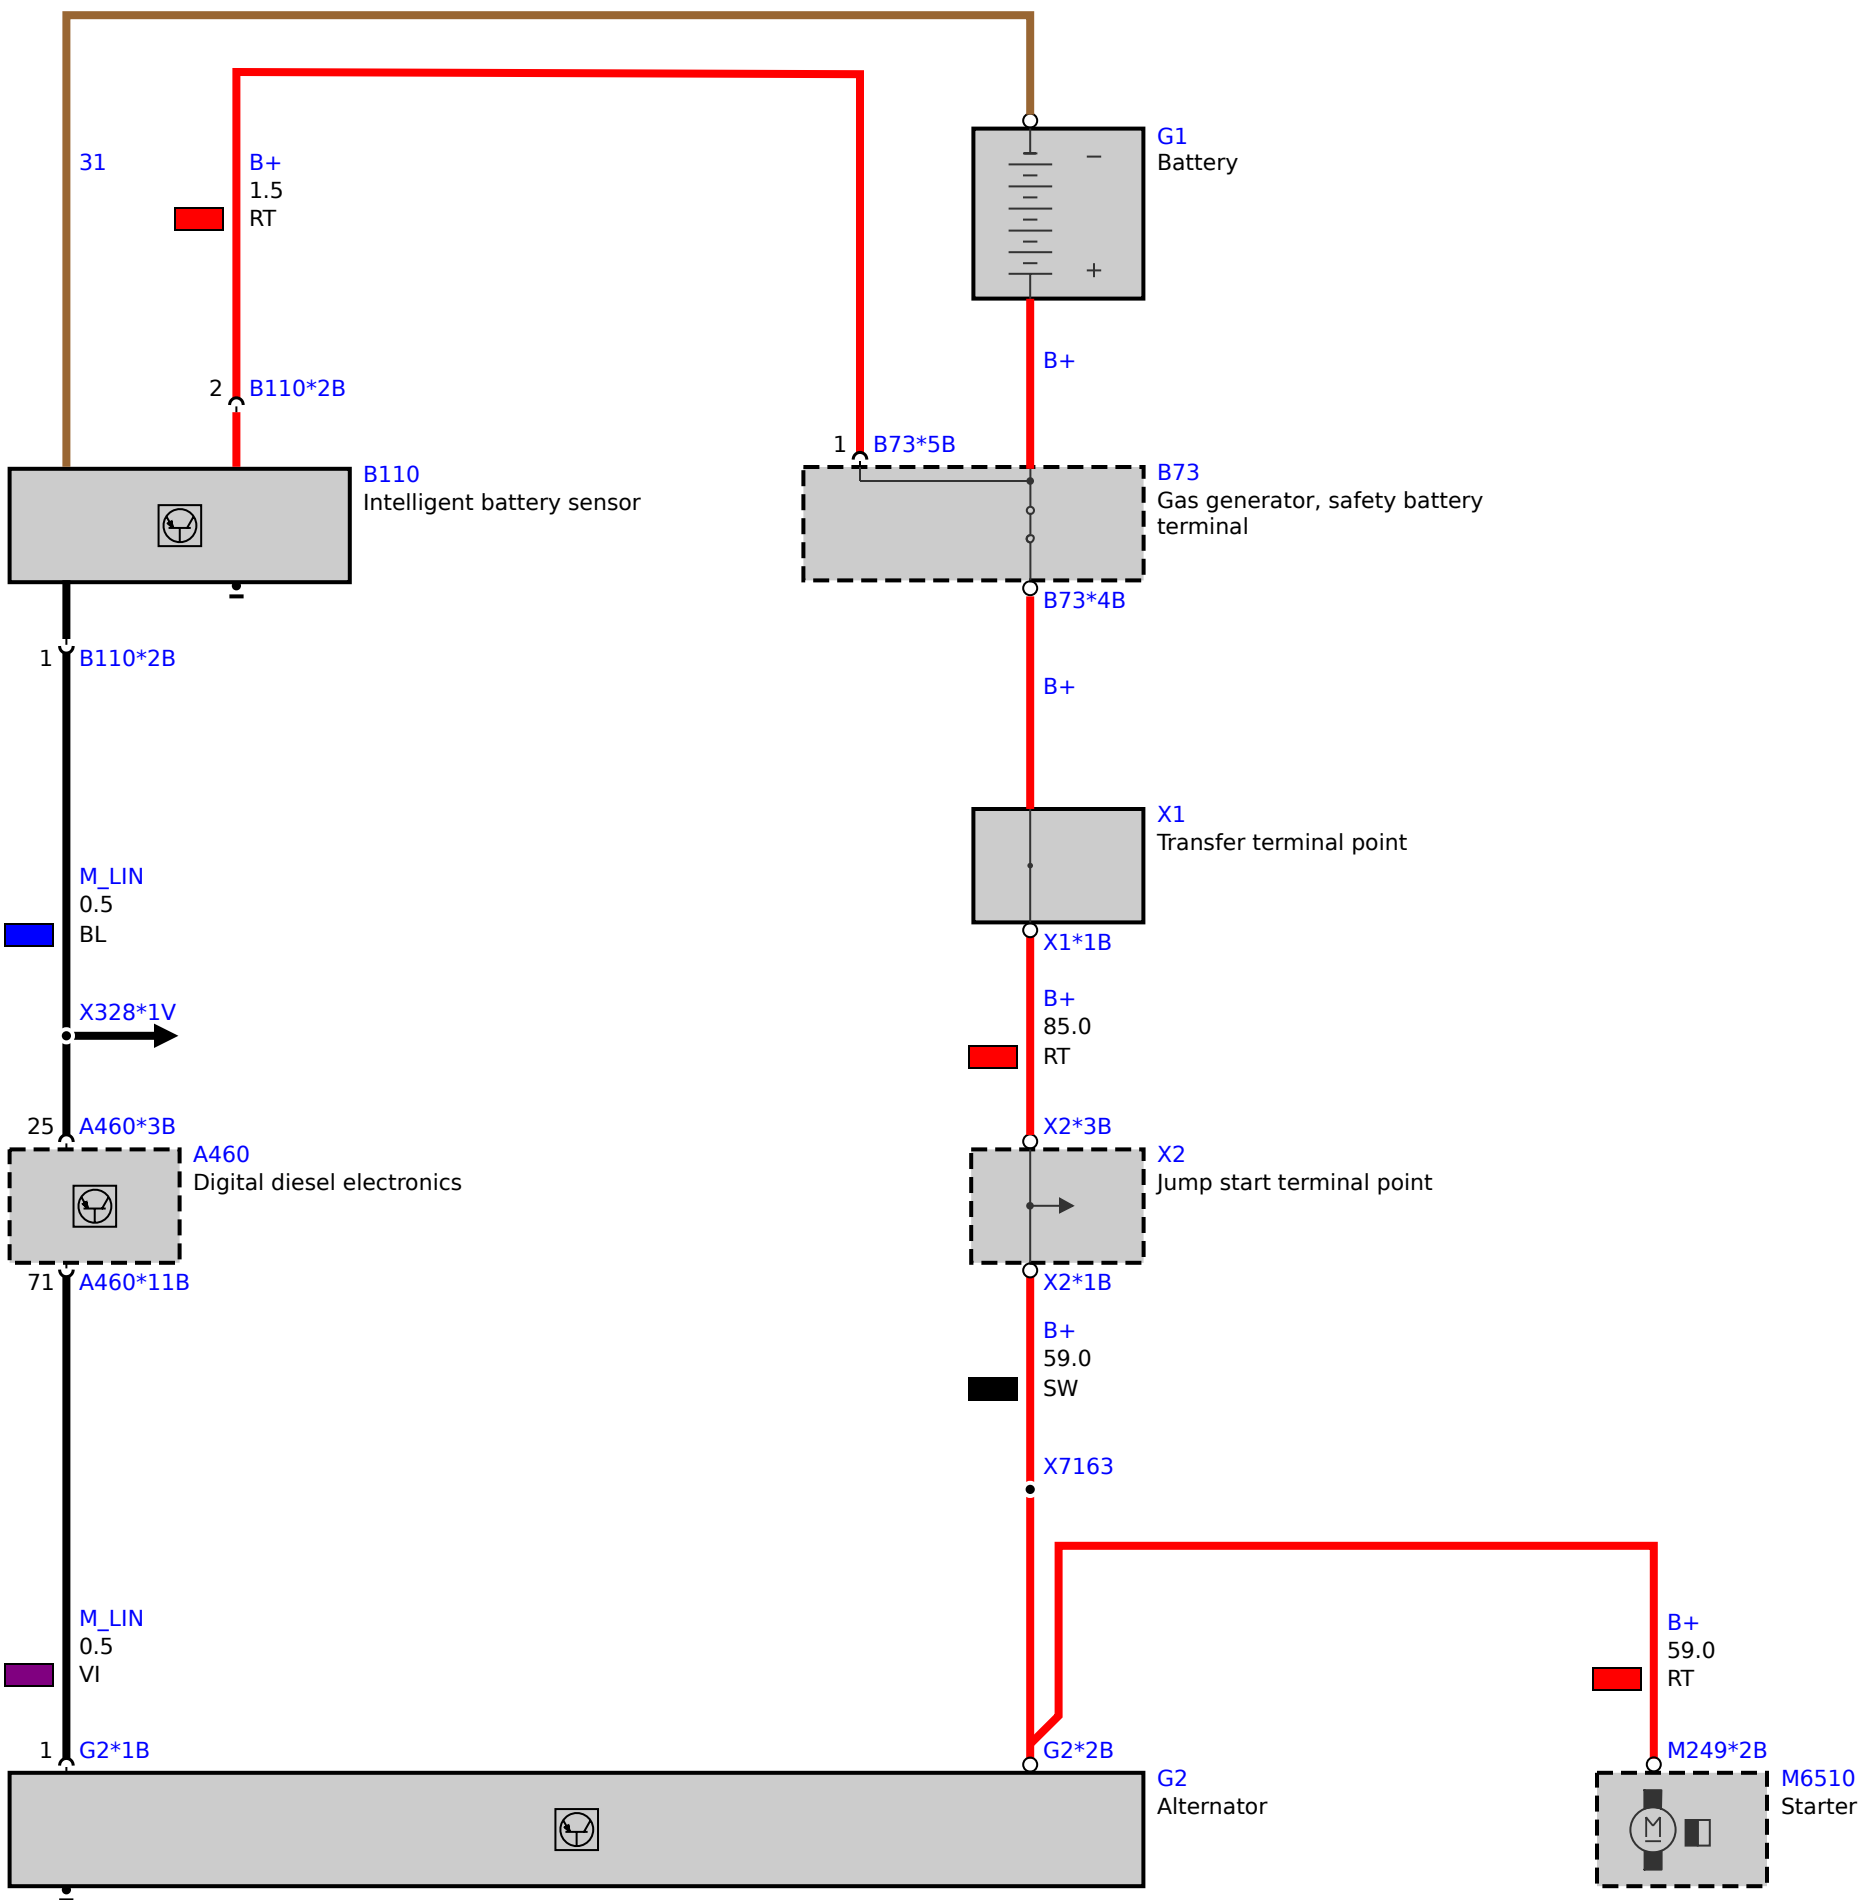 G1
Battery
−
+
31
B+
1.5
RT
B+
2 B110*2B
1 B73*5B
B110
Intelligent battery sensor
B73
Gas generator, safety battery
terminal
B73*4B
1 B110*2B
B+
X1
Transfer terminal point
M_LIN
0.5
BL
X1*1B
B+
85.0
RT
X328*1V
25 A460*3B
X2*3B
A460
Digital diesel electronics
X2
Jump start terminal point
71 A460*11B
X2*1B
B+
59.0
SW
X7163
M_LIN
0.5
VI
B+
59.0
RT
1 G2*1B
G2*2B
M249*2B
G2
Alternator
M6510
Starter
M